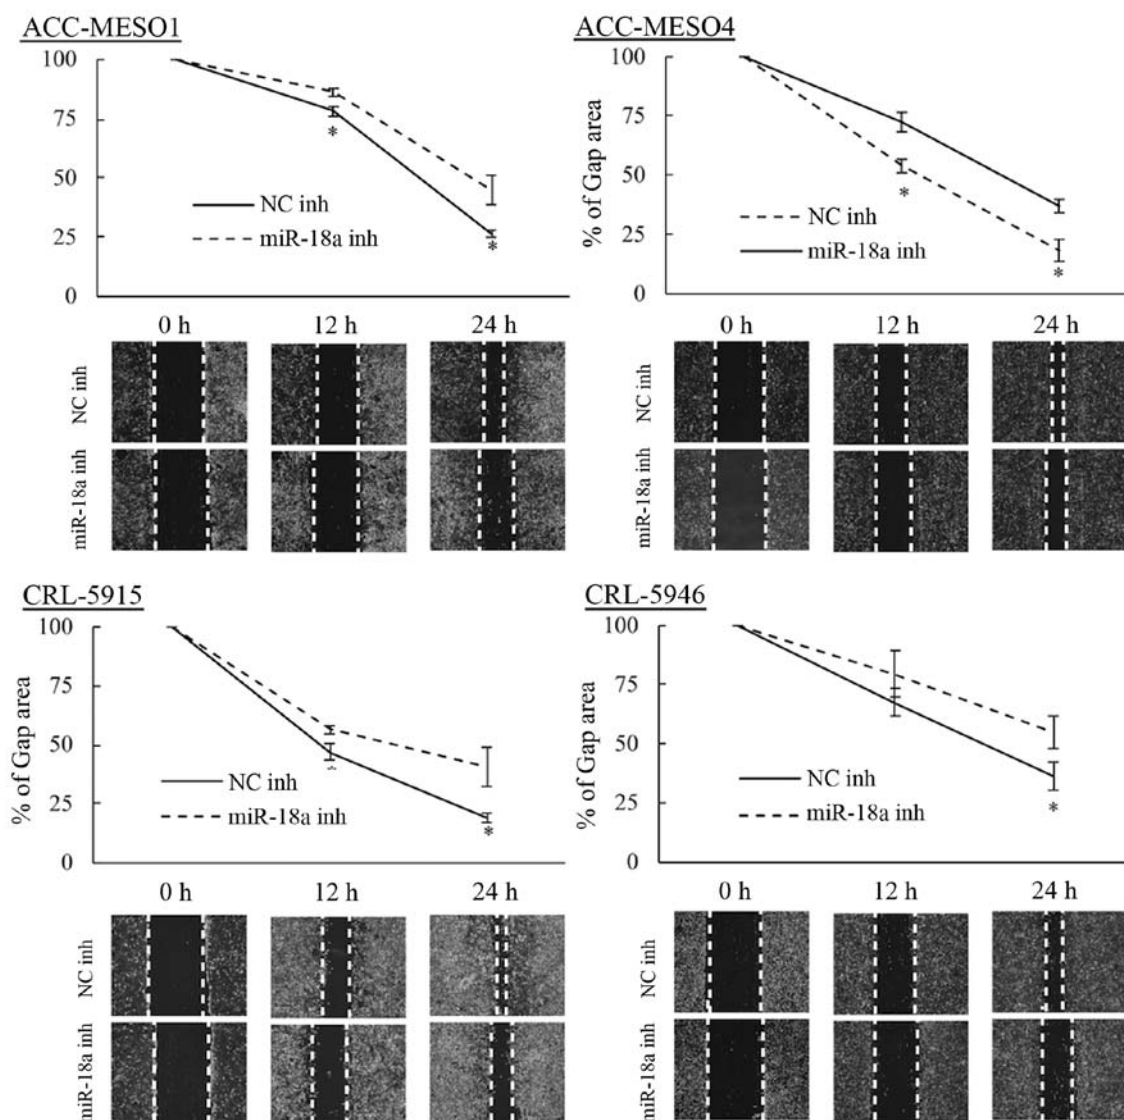 ACC-MESO1
100
75
50
25
0
NC inh
miR-18a inh
*
*
0 h 12 h 24 h
NC inh
miR-18a inh
ACC-MESO4
% of Gap area
100
75
50
25
0
NC inh
miR-18a inh
*
*
0 h 12 h 24 h
NC inh
miR-18a inh
CRL-5915
% of Gap area
100
75
50
25
0
NC inh
miR-18a inh
*
0 h 12 h 24 h
NC inh
miR-18a inh
CRL-5946
% of Gap area
100
75
50
25
0
NC inh
miR-18a inh
*
0 h 12 h 24 h
NC inh
miR-18a inh